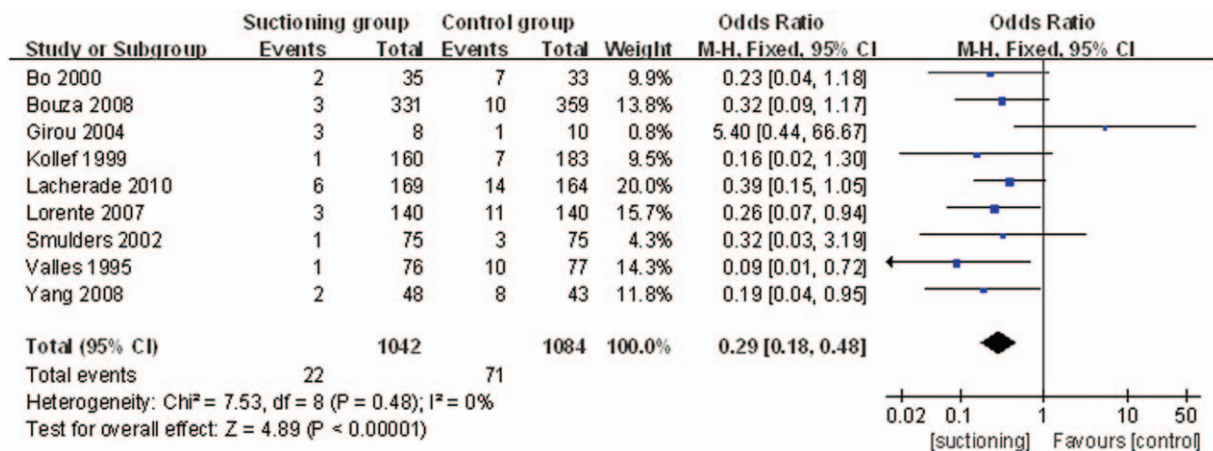 Suctioning group Control group Odds Ratio Odds Ratio
Study or Subgroup Events Total Events Total Weight M-H, Fixed, 95% CI M-H, Fixed, 95% CI
Bo 2000 2 35 7 33 9.9% 0.23 [0.04, 1.18]
Bouza 2008 3 331 10 359 13.8% 0.32 [0.09, 1.17]
Girou 2004 3 8 1 10 0.8% 5.40 [0.44, 66.67]
Kollef 1999 1 160 7 183 9.5% 0.16 [0.02, 1.30]
Lacherade 2010 6 169 14 164 20.0% 0.39 [0.15, 1.05]
Lorente 2007 3 140 11 140 15.7% 0.26 [0.07, 0.94]
Smulders 2002 1 75 3 75 4.3% 0.32 [0.03, 3.19]
Valles 1995 1 76 10 77 14.3% 0.09 [0.01, 0.72]
Yang 2008 2 48 8 43 11.8% 0.19 [0.04, 0.95]
Total (95% CI) 1042 1084 100.0% 0.29 [0.18, 0.48]
Total events 22 71
Heterogeneity: Chi² = 7.53, df = 8 (P = 0.48); I² = 0%
Test for overall effect: Z = 4.89 (P < 0.00001)
0.02 0.1 1 10 50
[suctioning] Favours [control]